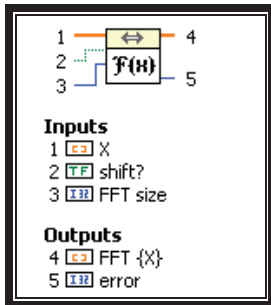 1 4
2 F(x)
3 5
Inputs
1 [ ] X
2 TF shift?
3 I32 FFT size
Outputs
4 [ ] FFT {X}
5 I32 error